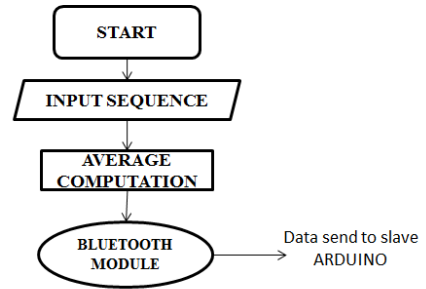 START
INPUT SEQUENCE
AVERAGE
COMPUTATION
BLUETOOTH
MODULE
Data send to slave
ARDUINO